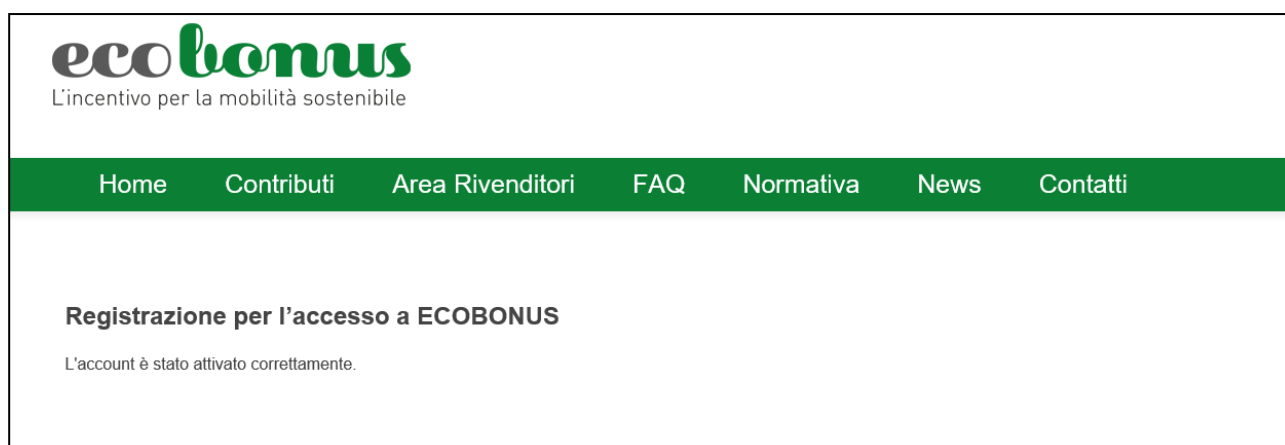 ecobonus
L'incentivo per la mobilità sostenibile
Home Contributi Area Rivenditori FAQ Normativa News Contatti
Registrazione per l’accesso a ECOBONUS
L'account è stato attivato correttamente.